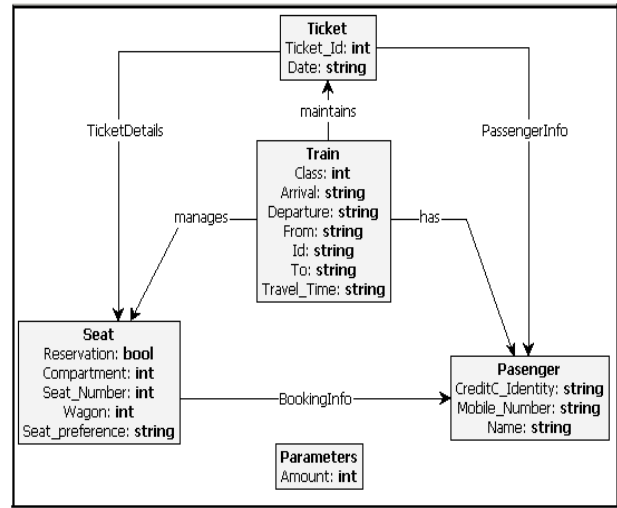 Ticket
Ticket_Id: int
Date: string
maintains
TicketDetails
PassengerInfo
Train
Class: int
Arrival: string
Departure: string
From: string
Id: string
To: string
Travel_Time: string
manages
has
Seat
Reservation: bool
Compartment: int
Seat_Number: int
Wagon: int
Seat_preference: string
BookingInfo
Pasenger
CreditC_Identity: string
Mobile_Number: string
Name: string
Parameters
Amount: int